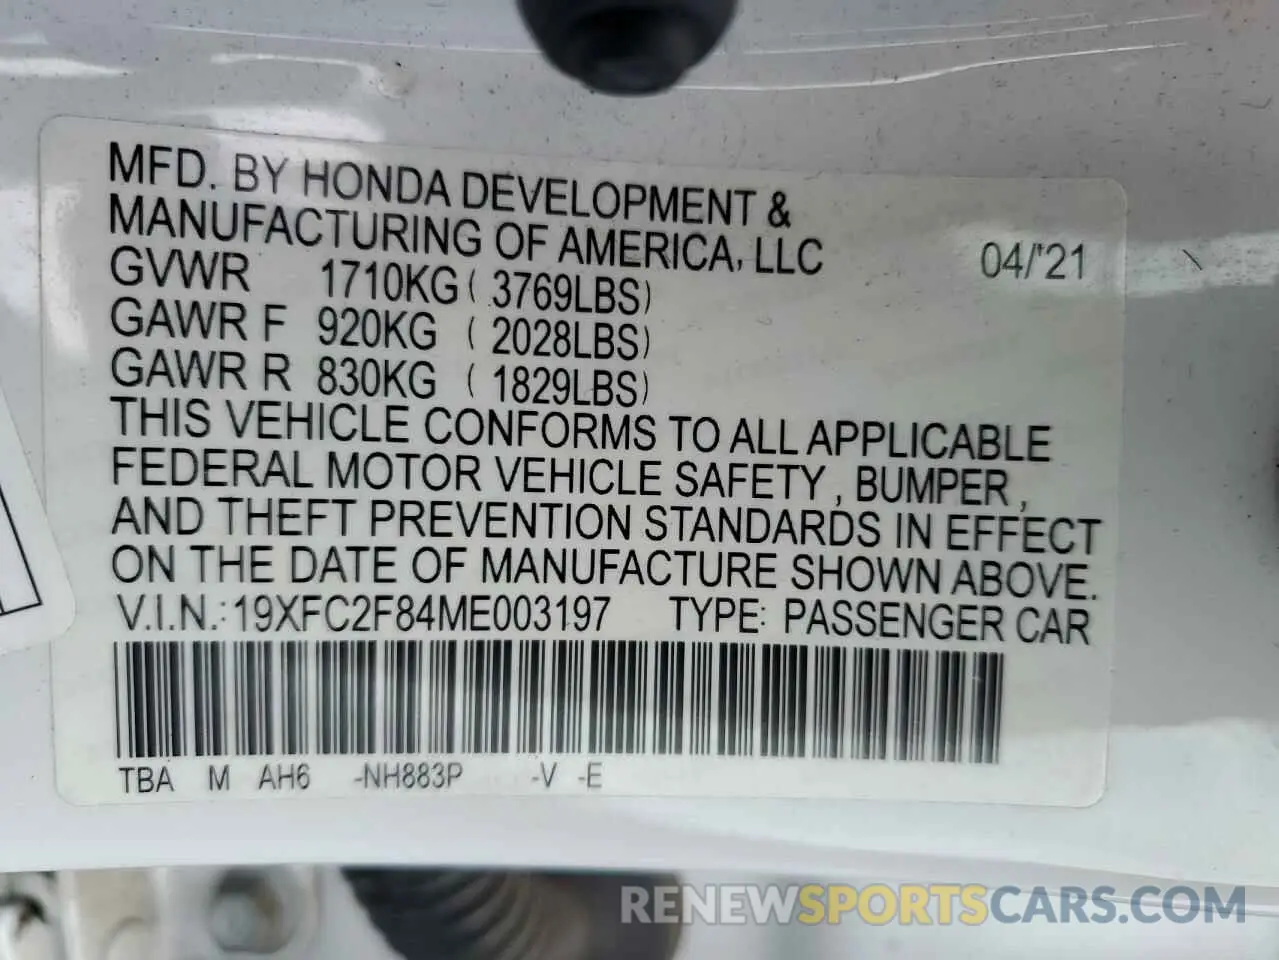 MFD. BY HONDA DEVELOPMENT &
MANUFACTURING OF AMERICA, LLC 04/'21
GVWR 1710KG ( 3769LBS)
GAWR F 920KG ( 2028LBS)
GAWR R 830KG ( 1829LBS)
THIS VEHICLE CONFORMS TO ALL APPLICABLE
FEDERAL MOTOR VEHICLE SAFETY , BUMPER ,
AND THEFT PREVENTION STANDARDS IN EFFECT
ON THE DATE OF MANUFACTURE SHOWN ABOVE.
V.I.N.: 19XFC2F84ME003197 TYPE: PASSENGER CAR
TBA M AH6 -NH883P -V -E
RENEWSPORTSCARS.COM